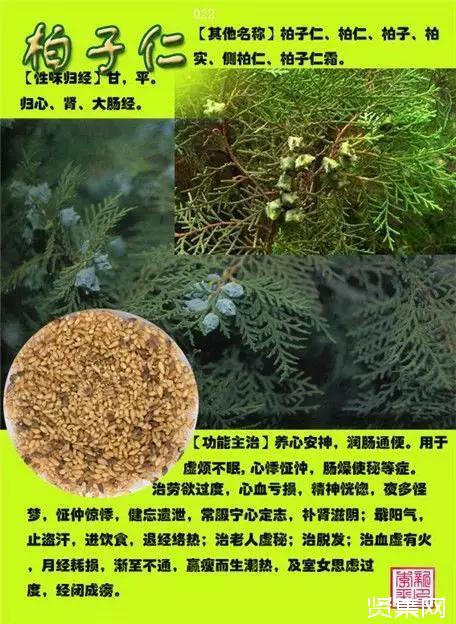 022
柏子仁
【其他名称】柏子仁、柏仁、柏子、柏
实、侧柏仁、柏子仁霜。
【性味归经】甘，平。
归心、肾、大肠经。
【功能主治】养心安神，润肠通便。用于
虚烦不眠，心悸怔忡，肠燥便秘等症。
治劳欲过度，心血亏损，精神恍惚，夜多怪
梦，怔忡惊悸，健忘遗泄，常服宁心定志，补肾滋阴；载阳气，
止盗汗，进饮食，退经络热；治老人虚秘；治脱发；治血虚有火
，月经耗损，渐至不通，羸瘦而生潮热，及室女思虑过
度，经闭成痨。
贤集网